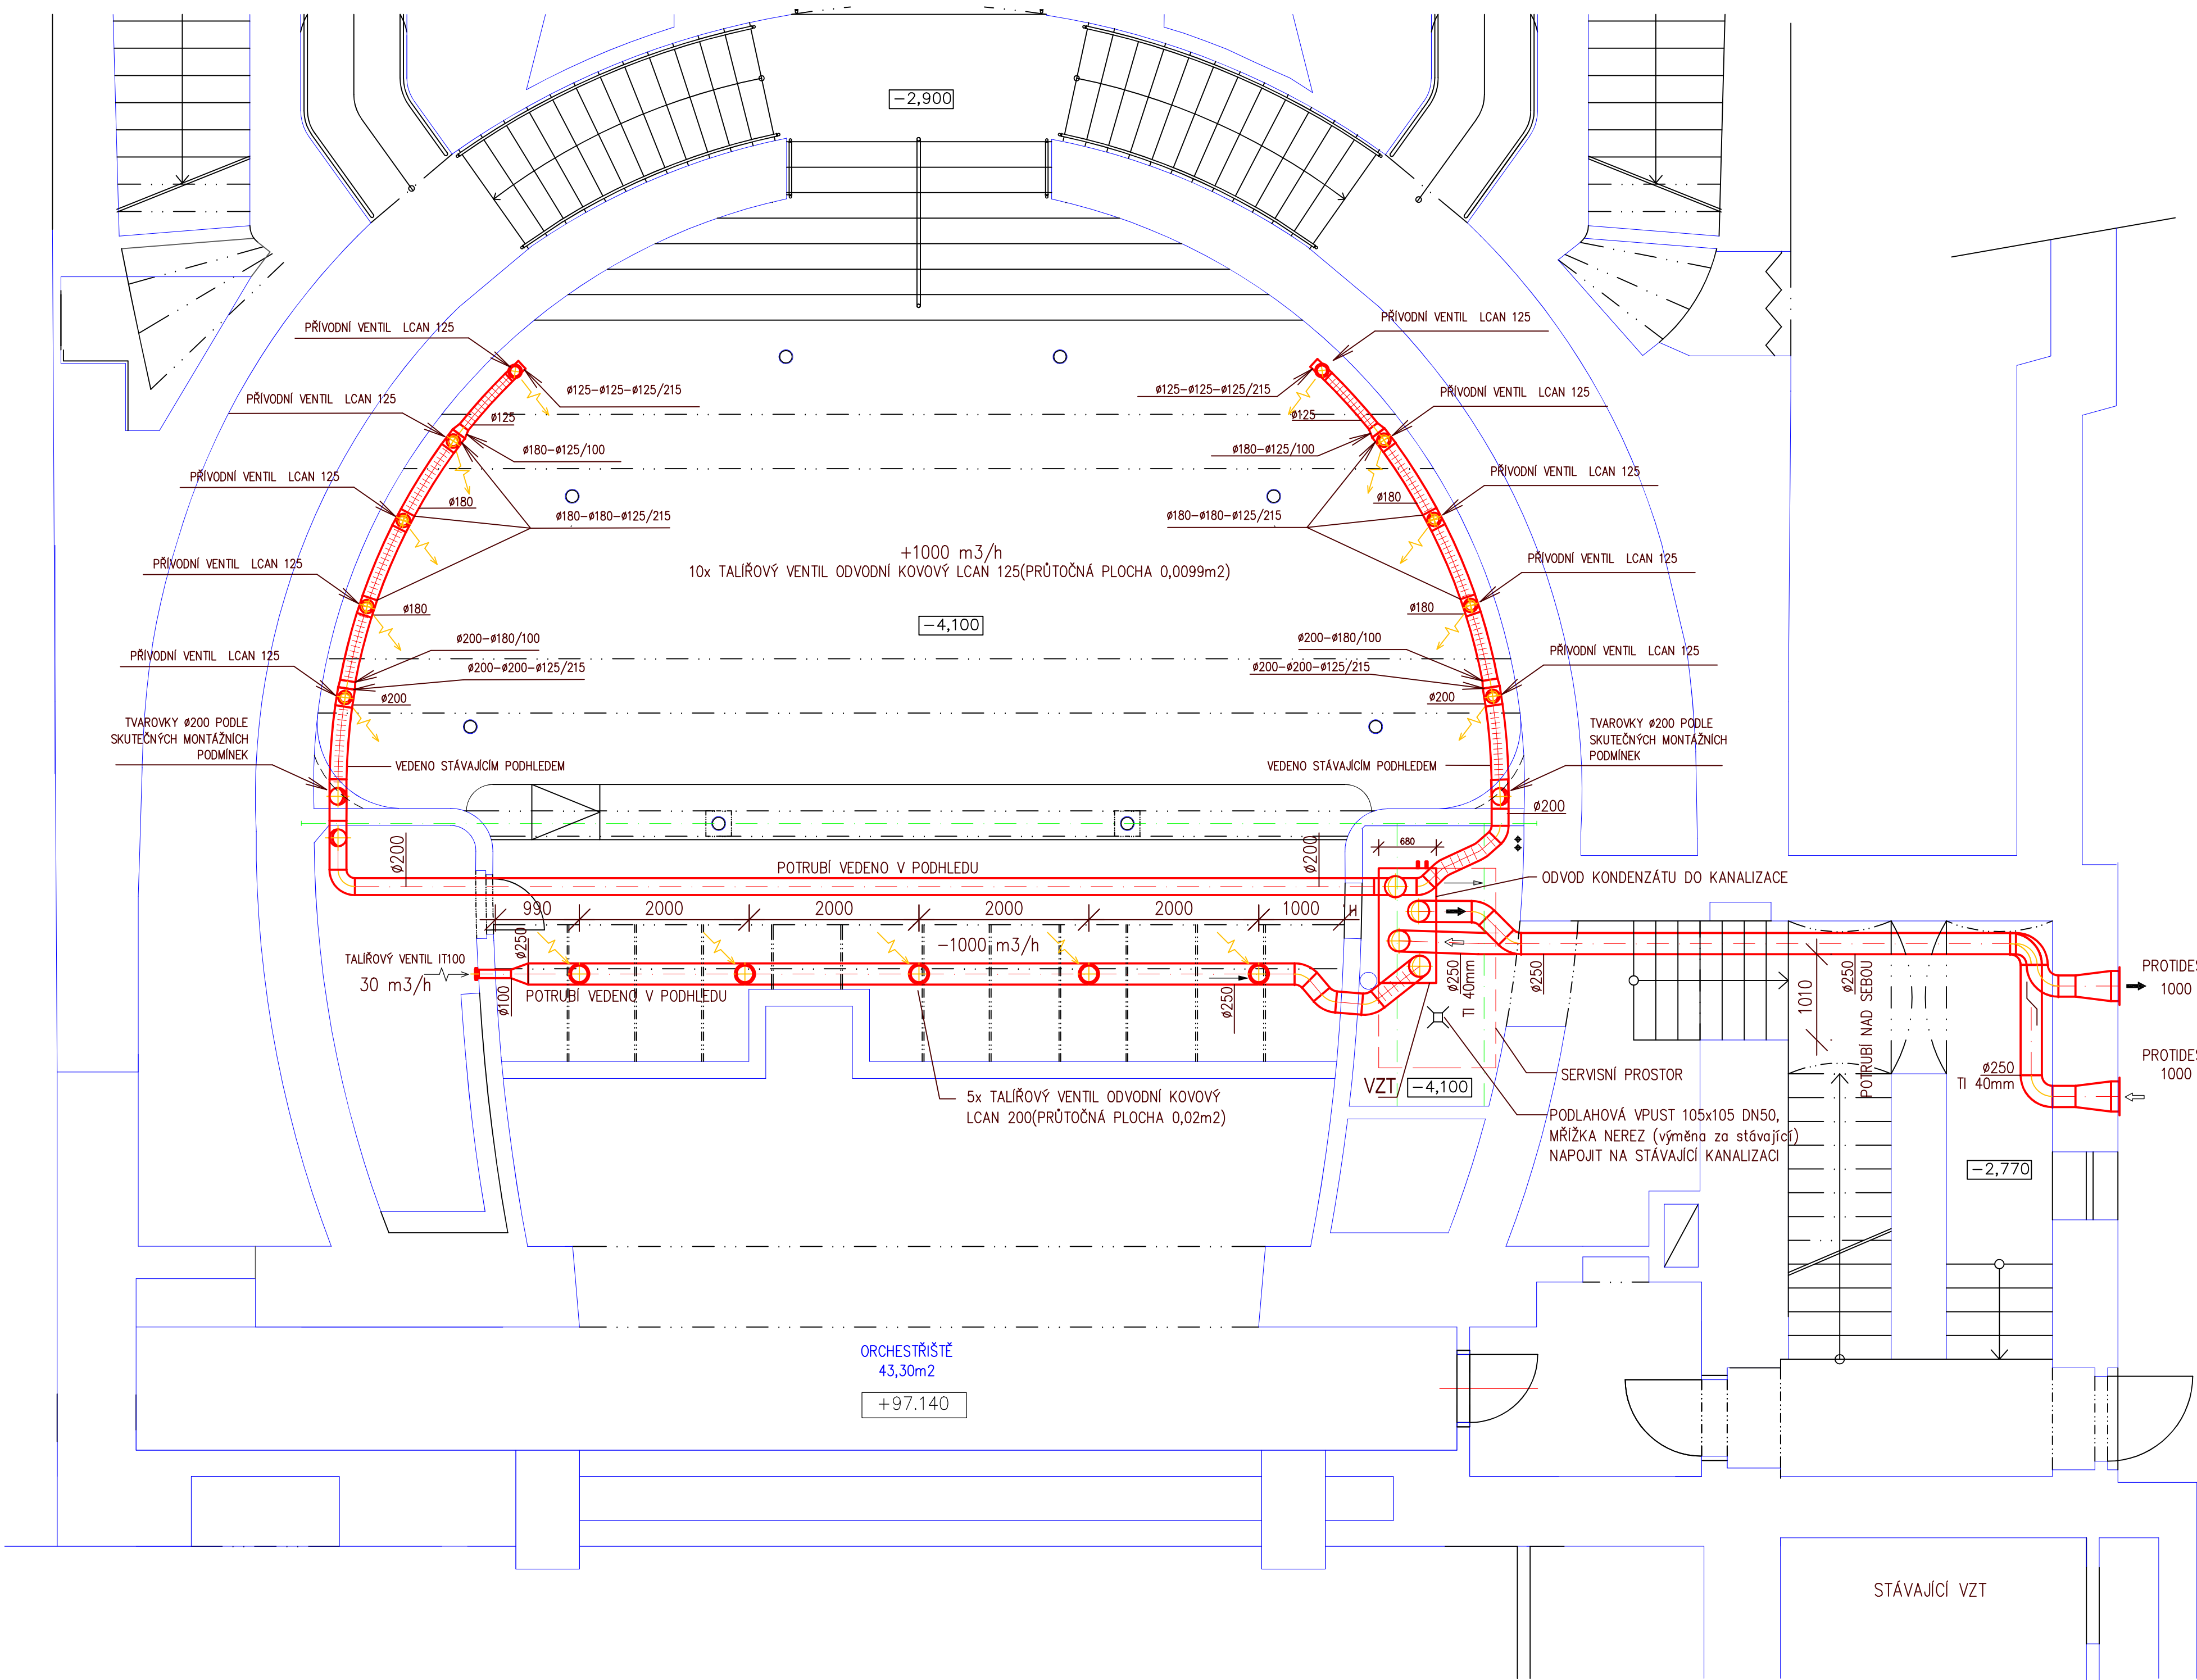 -2,900
PŘÍVODNÍ VENTIL LCAN 125
PŘÍVODNÍ VENTIL LCAN 125
ø125-ø125-ø125/215
ø125-ø125-ø125/215
PŘÍVODNÍ VENTIL LCAN 125
PŘÍVODNÍ VENTIL LCAN 125
ø125
ø125
ø180-ø125/100
ø180-ø125/100
PŘÍVODNÍ VENTIL LCAN 125
PŘÍVODNÍ VENTIL LCAN 125
ø180
ø180
ø180-ø180-ø125/215
ø180-ø180-ø125/215
+1000 m3/h
10x TALÍŘOVÝ VENTIL ODVODNÍ KOVOVÝ LCAN 125(PRŮTOČNÁ PLOCHA 0,0099m2)
PŘÍVODNÍ VENTIL LCAN 125
PŘÍVODNÍ VENTIL LCAN 125
ø180
ø180
-4,100
ø200-ø180/100
ø200-ø180/100
PŘÍVODNÍ VENTIL LCAN 125
PŘÍVODNÍ VENTIL LCAN 125
ø200-ø200-ø125/215
ø200-ø200-ø125/215
ø200
ø200
TVAROVKY ø200 PODLE
SKUTEČNÝCH MONTÁŽNÍCH
PODMÍNEK
TVAROVKY ø200 PODLE
SKUTEČNÝCH MONTÁŽNÍCH
PODMÍNEK
VEDENO STÁVAJÍCÍM PODHLEDEM
VEDENO STÁVAJÍCÍM PODHLEDEM
ø200
ø200
ø200
680
POTRUBÍ VEDENO V PODHLEDU
ODVOD KONDENZÁTU DO KANALIZACE
990
2000
2000
2000
2000
1000
-1000 m3/h
ø250
TALÍŘOVÝ VENTIL IT100
30 m3/h
ø100
POTRUBÍ VEDENO V PODHLEDU
ø250
ø250
TI 40mm
ø250
1010
ø250
POTRUBÍ NAD SEBOU
1000
1000
ø250
TI 40mm
SERVISNÍ PROSTOR
VZT
-4,100
5x TALÍŘOVÝ VENTIL ODVODNÍ KOVOVÝ
LCAN 200(PRŮTOČNÁ PLOCHA 0,02m2)
PODLAHOVÁ VPUST 105x105 DN50,
MŘÍŽKA NEREZ (výměna za stávající)
NAPOJIT NA STÁVAJÍCÍ KANALIZACI
-2,770
ORCHESTŘIŠTĚ
43,30m2
+97.140
STÁVAJÍCÍ VZT